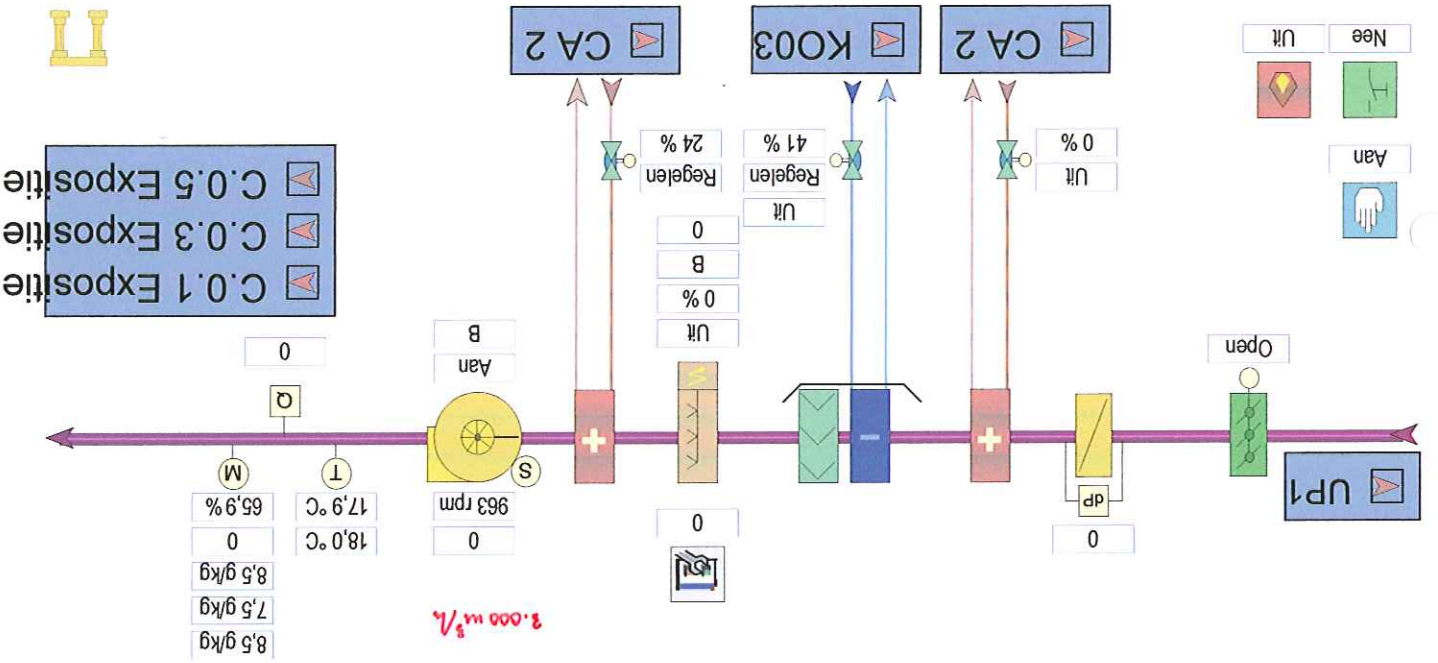 8,5 g/kg
7,5 g/kg
8,5 g/kg
3.000 m³/h
0
0
0
18,0 °C
0
963 rpm
17,9 °C
65,9 %
UP1
dP
S
T
M
Q
Open
Aan
B
0
Uit
0 %
B
0
C.0.1 Expositie
C.0.3 Expositie
C.0.5 Expositie
Aan
Uit
0 %
Uit
Regelen
41 %
Regelen
24 %
Nee
Uit
CA 2
KO03
CA 2